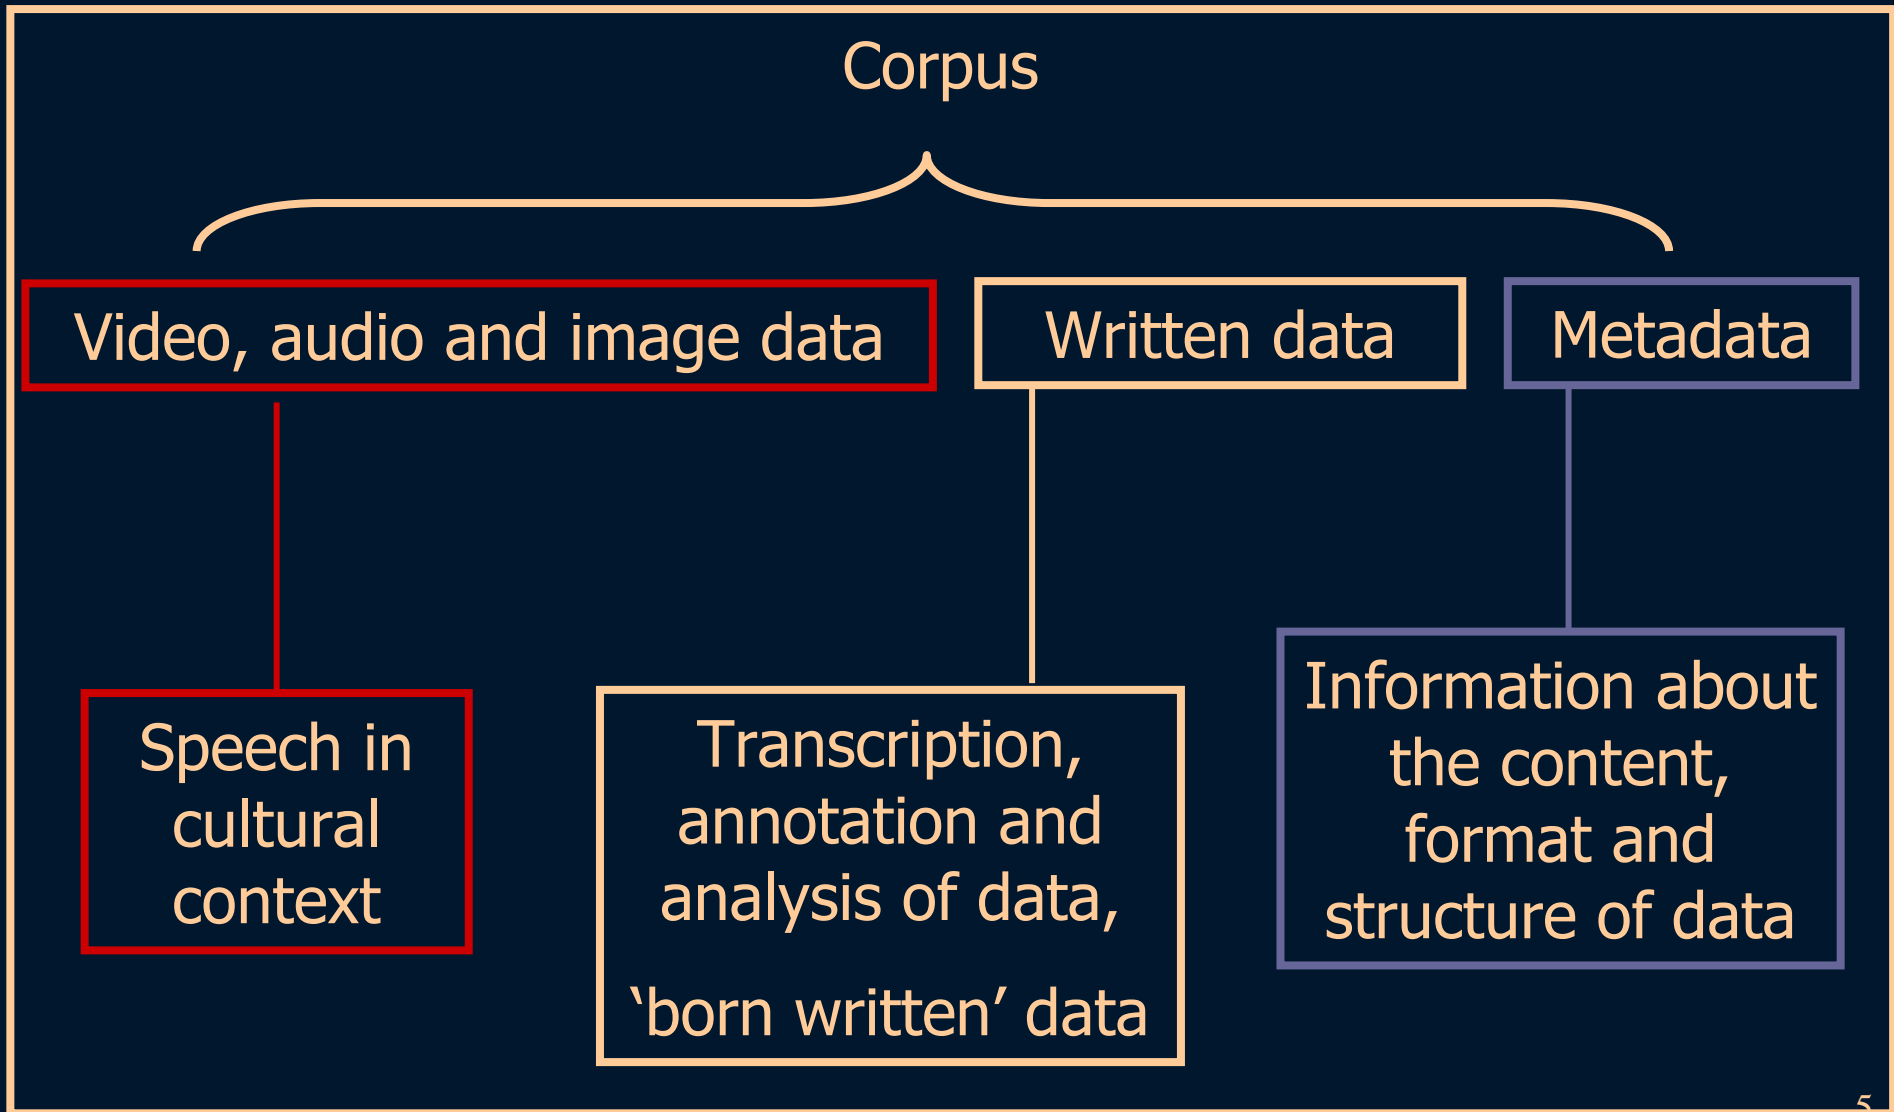 Corpus
Video, audio and image data
Written data
Metadata
Speech in
cultural
context
Transcription,
annotation and
analysis of data,
‘born written’ data
Information about
the content,
format and
structure of data
5